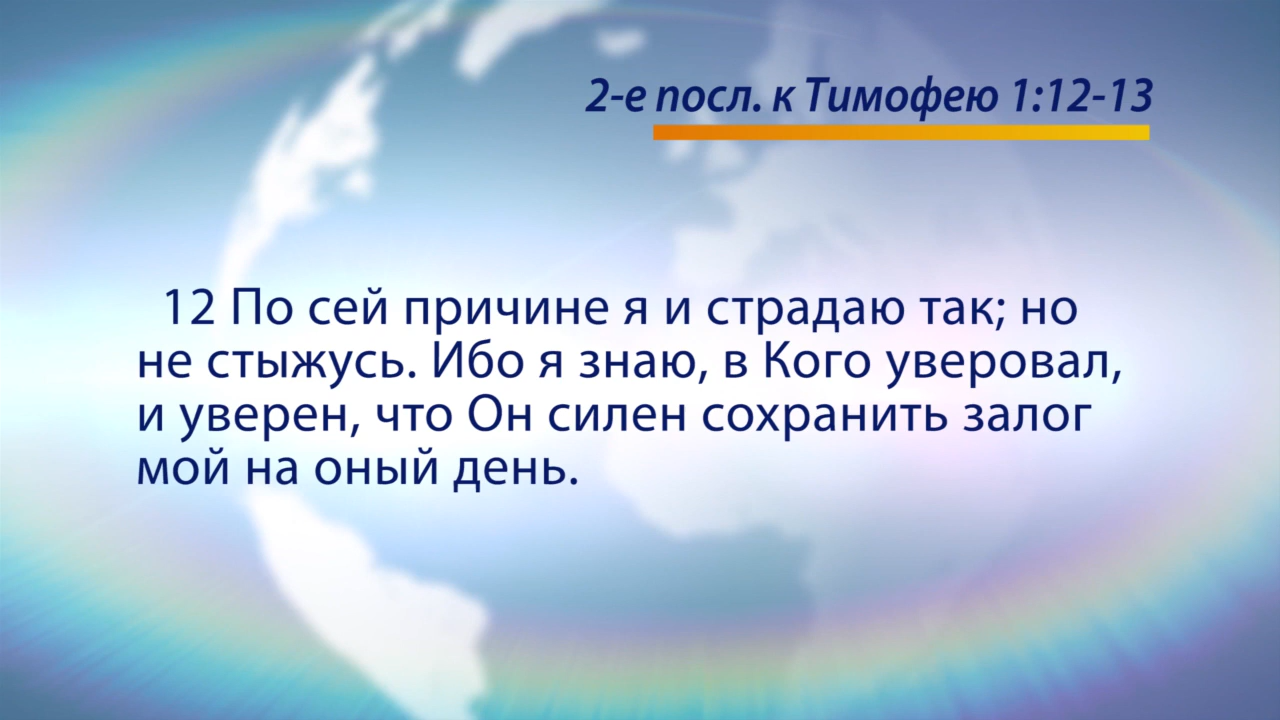 2-е посл. к Тимофею 1:12-13
12 По сей причине я и страдаю так; но
не стыжусь. Ибо я знаю, в Кого уверовал,
и уверен, что Он силен сохранить залог
мой на оный день.